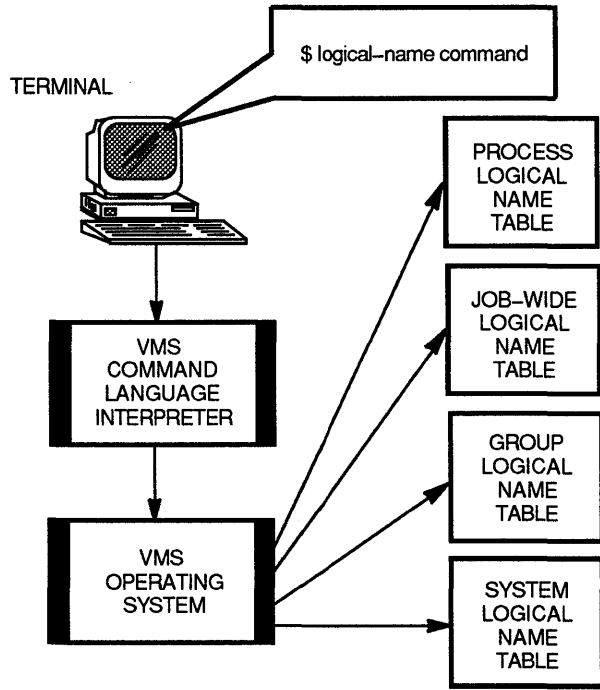 $ logical–name command
TERMINAL
PROCESS
LOGICAL
NAME
TABLE
JOB–WIDE
LOGICAL
NAME
TABLE
VMS
COMMAND
LANGUAGE
INTERPRETER
GROUP
LOGICAL
NAME
TABLE
VMS
OPERATING
SYSTEM
SYSTEM
LOGICAL
NAME
TABLE